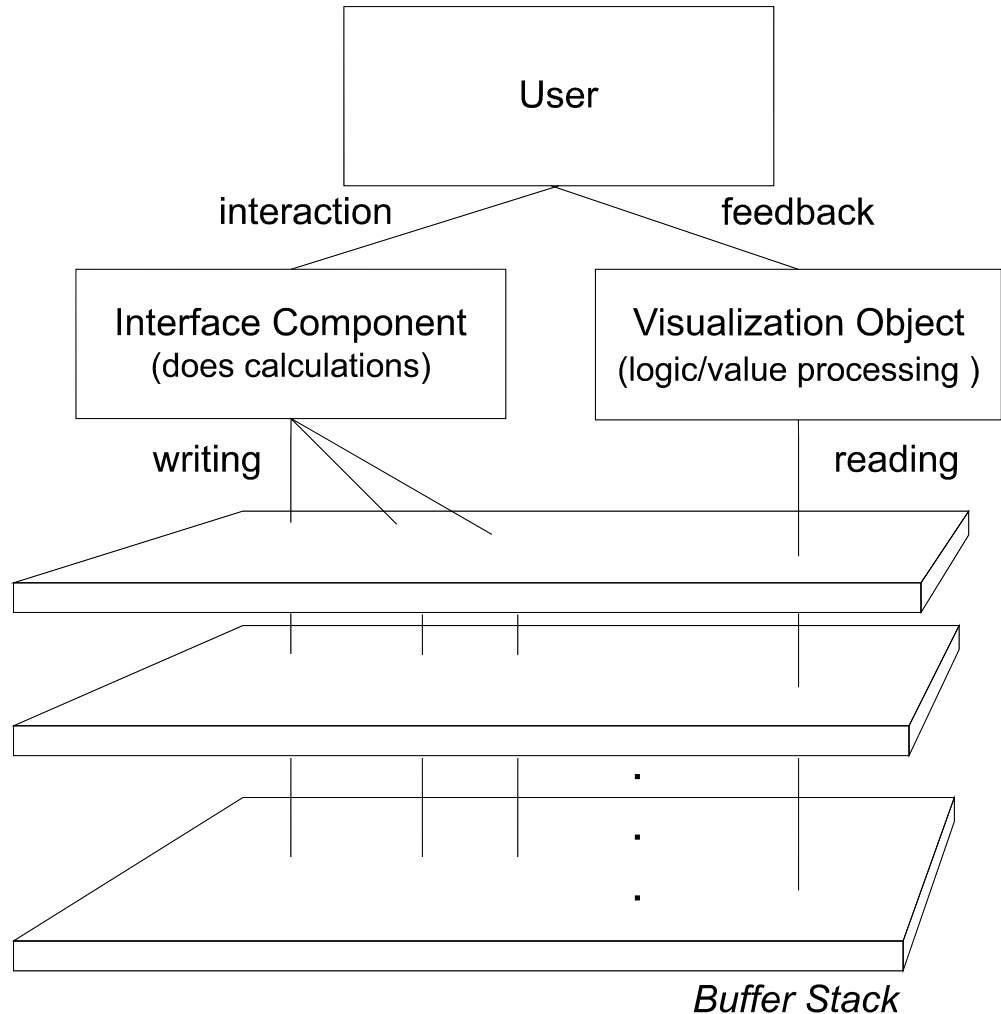 User
interaction
feedback
Interface Component
(does calculations)
Visualization Object
(logic/value processing )
writing
reading
Buffer Stack